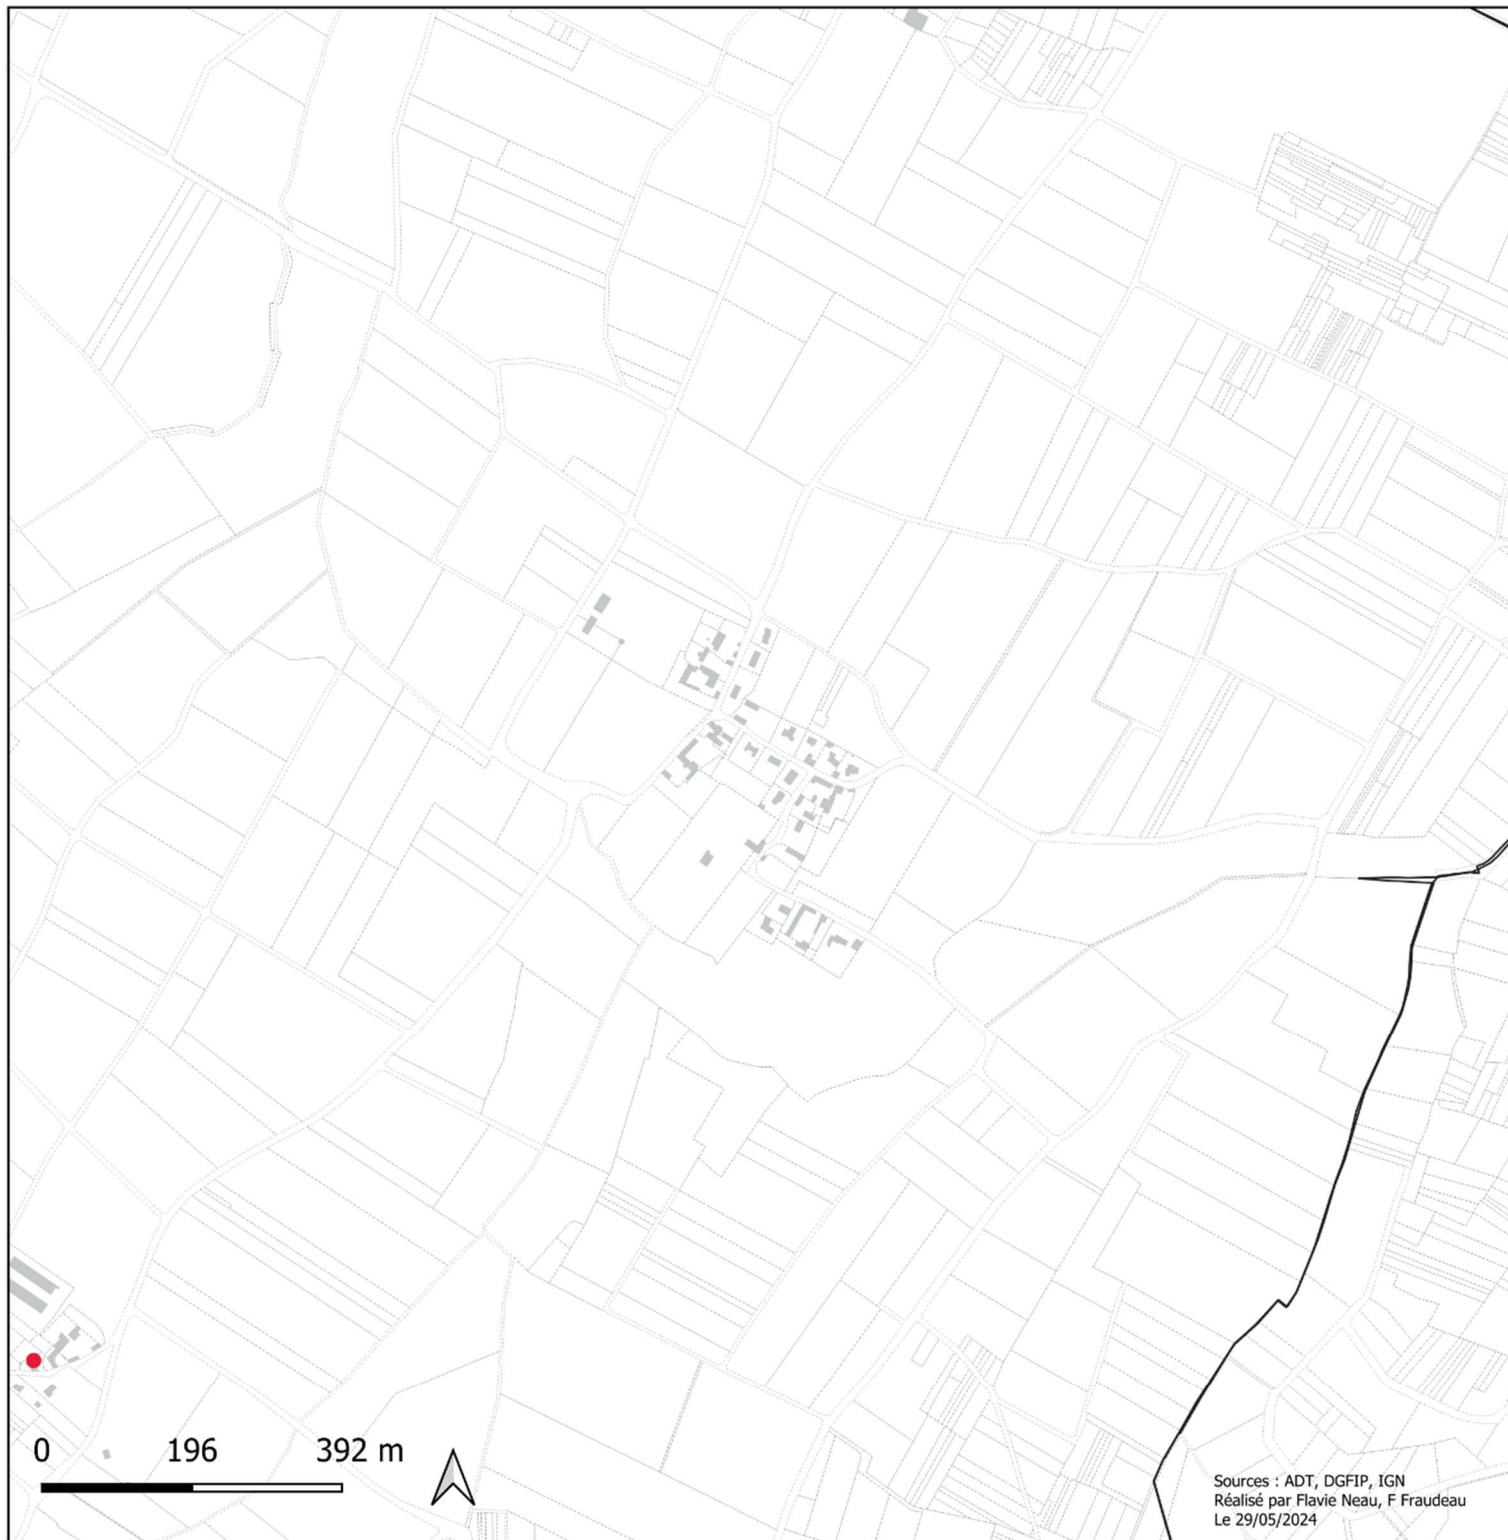 0 196 392 m
Sources : ADT, DGFIP, IGN
Réalisé par Flavie Neau, F Fraudeau
Le 29/05/2024